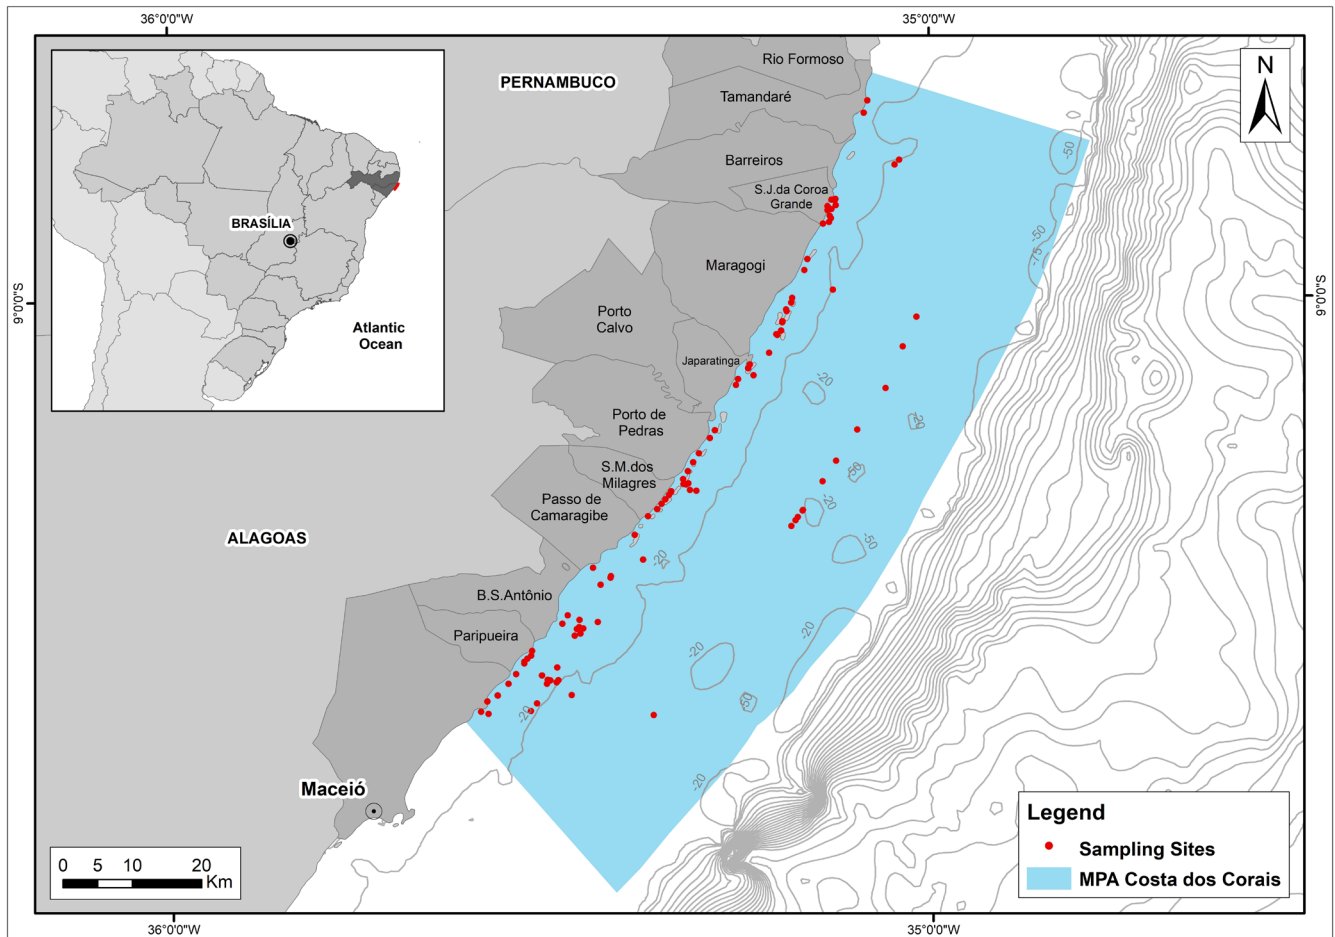 36°0'0"W
35°0'0"W
PERNAMBUCO
Rio Formoso
Tamandaré
Barreiros
S.J.da Coroa
Grande
Maragogi
Porto
Calvo
Japaratinga
Porto de
Pedras
S.M.dos
Milagres
Passo de
Camaragibe
B.S.Antônio
Paripueira
ALAGOAS
Maceió
BRASÍLIA
Atlantic
Ocean
N
9°0'0"S
9°0'0"S
-50
-50
-75
-20
-20
-50
-20
-50
-20
-20
-20
-50
-20
-20
0 5 10 20
Km
Legend
Sampling Sites
MPA Costa dos Corais
36°0'0"W
35°0'0"W